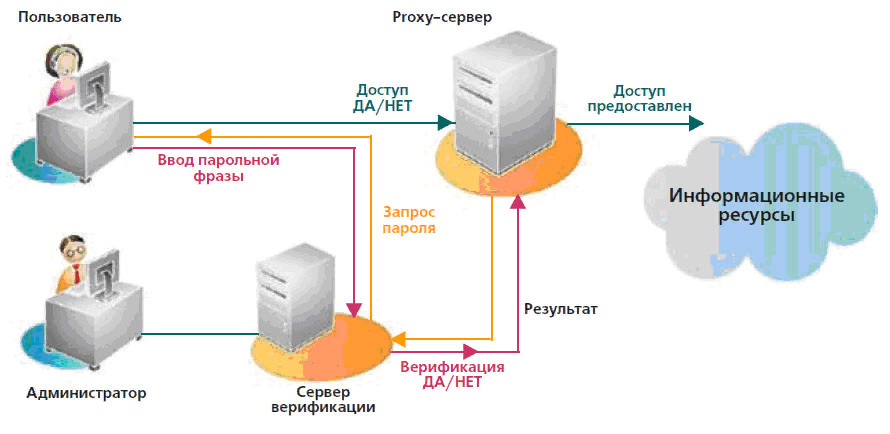 Пользователь
Proxy-сервер
Доступ
ДА/НЕТ
Доступ
предоставлен
Ввод парольной
фразы
Запрос
пароля
Информационные
ресурсы
Результат
Верификация
ДА/НЕТ
Администратор
Сервер
верификации